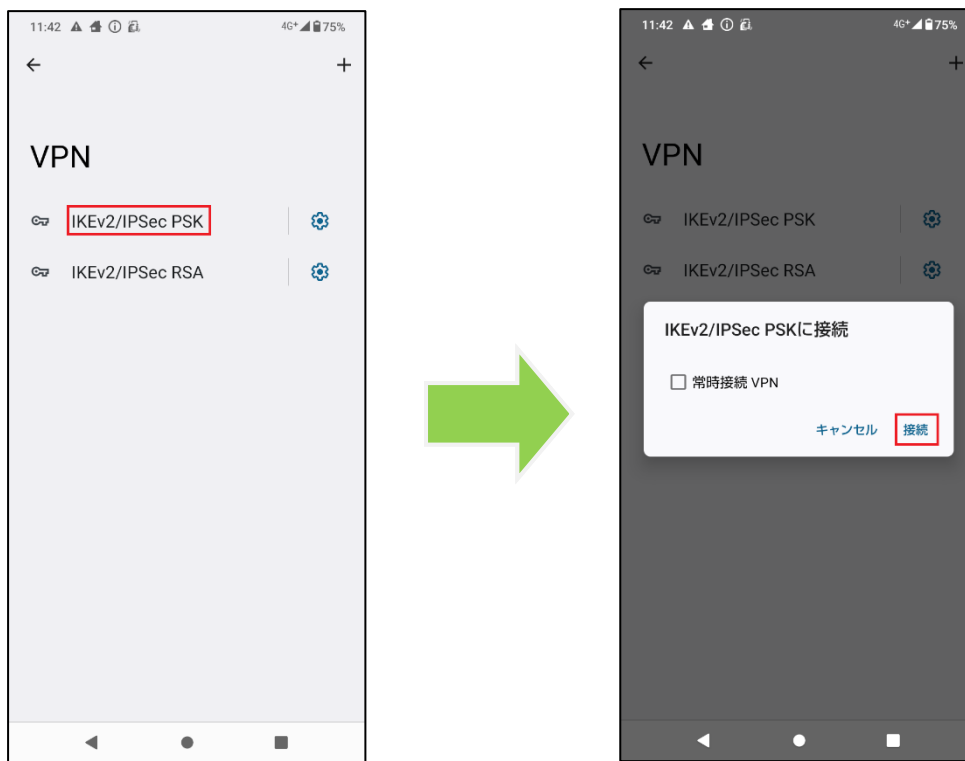 11:42 4G+ 75%
VPN
IKEv2/IPSec PSK
IKEv2/IPSec RSA
11:42 4G+ 75%
VPN
IKEv2/IPSec PSK
IKEv2/IPSec RSA
IKEv2/IPSec PSKに接続
常時接続 VPN
キャンセル 接続